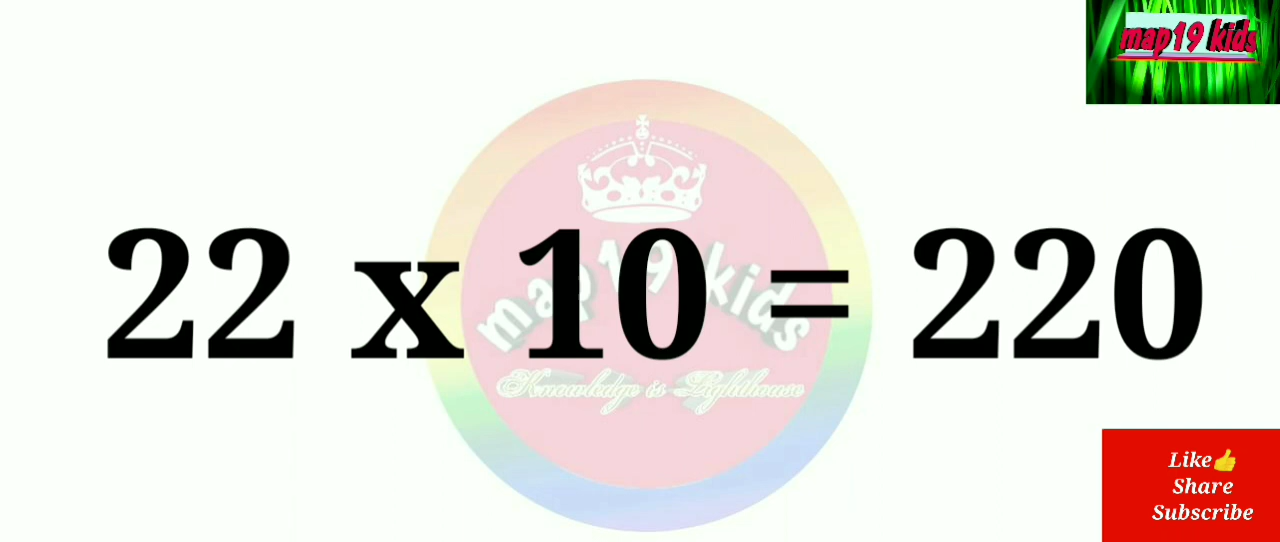 map19 kids
22 x 10 = 220
map19 kids
Knowledge is Lighthouse
Like👍
Share
Subscribe